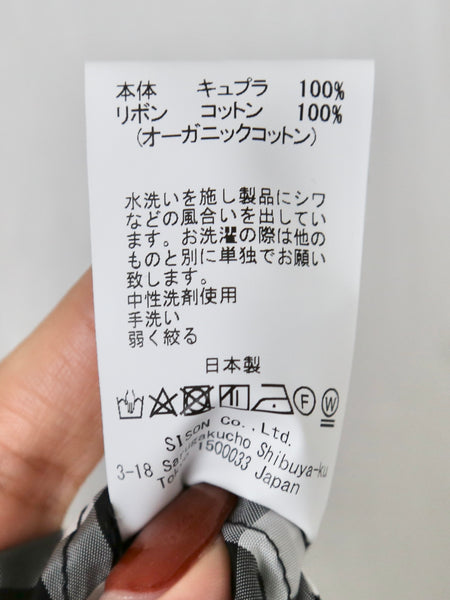 本体 キュプラ 100%
リボン コットン 100%
(オーガニックコットン)
水洗いを施し製品にシワ
などの風合いを出してい
ます。お洗濯の際は他の
ものと別に単独でお願い
致します。
中性洗剤使用
手洗い
弱く絞る
日本製
F W
SISON Co.,Ltd.
3-18 Sarugakucho Shibuya-ku
1500033 Japan